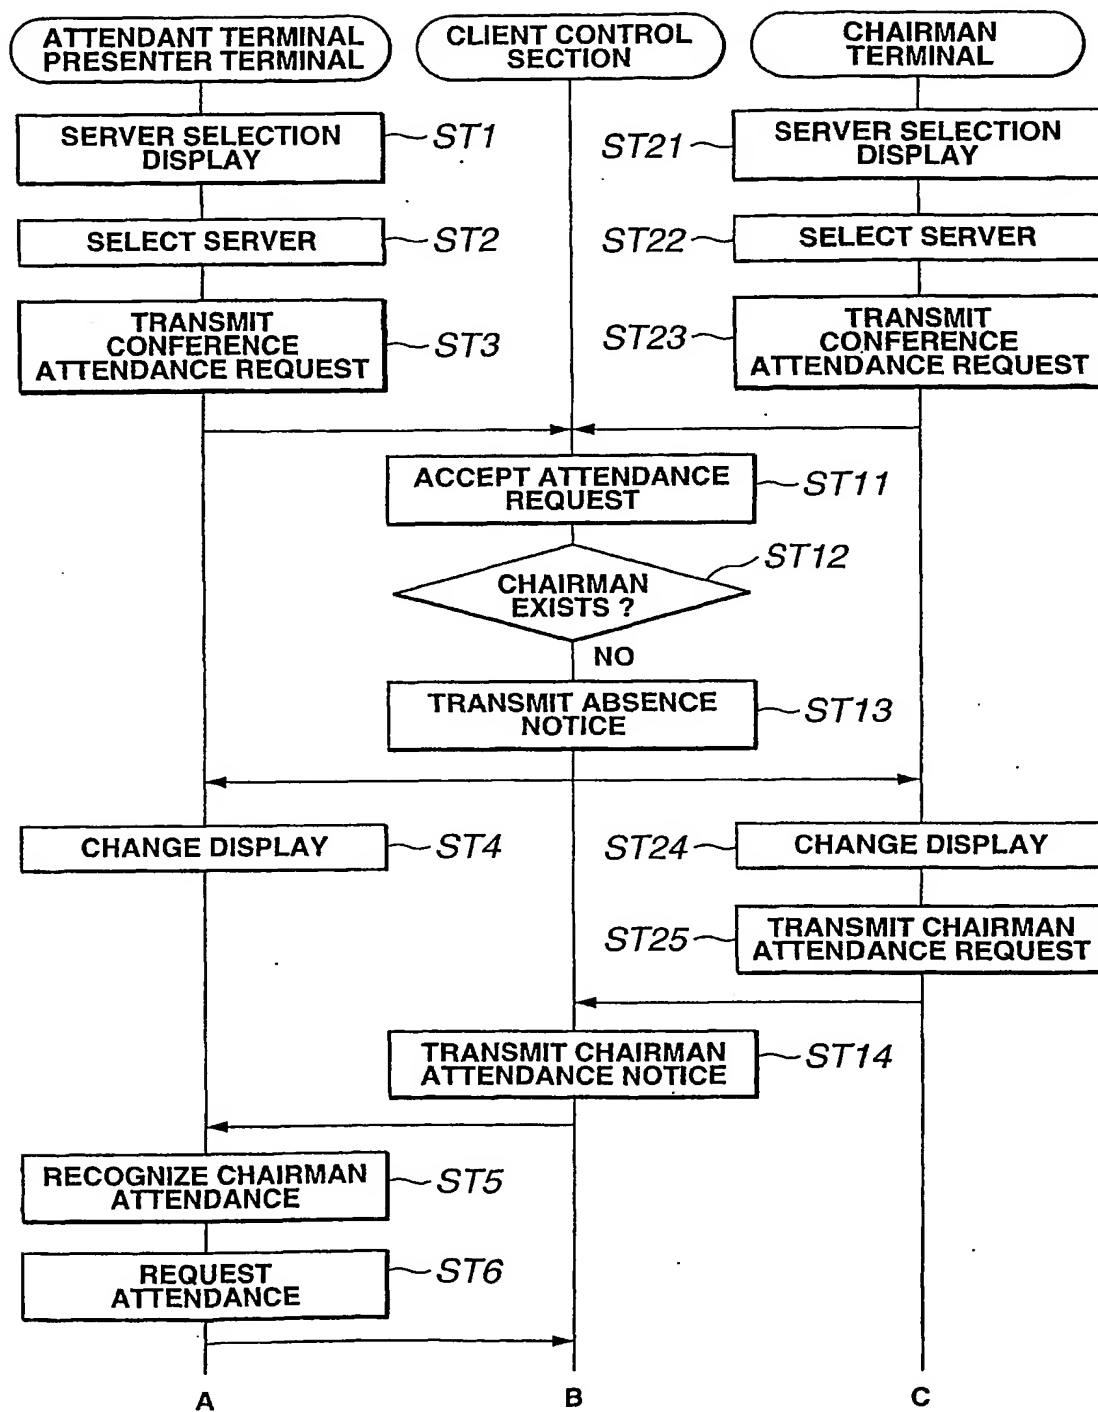 ATTENDANT TERMINAL
PRESENTER TERMINAL
CLIENT CONTROL
SECTION
CHAIRMAN
TERMINAL
SERVER SELECTION
DISPLAY
ST1
ST21
SERVER SELECTION
DISPLAY
SELECT SERVER
ST2
ST22
SELECT SERVER
TRANSMIT
CONFERENCE
ATTENDANCE REQUEST
ST3
ST23
TRANSMIT
CONFERENCE
ATTENDANCE REQUEST
ACCEPT ATTENDANCE
REQUEST
ST11
CHAIRMAN
EXISTS ?
ST12
NO
TRANSMIT ABSENCE
NOTICE
ST13
CHANGE DISPLAY
ST4
ST24
CHANGE DISPLAY
ST25
TRANSMIT CHAIRMAN
ATTENDANCE REQUEST
TRANSMIT CHAIRMAN
ATTENDANCE NOTICE
ST14
RECOGNIZE CHAIRMAN
ATTENDANCE
ST5
REQUEST
ATTENDANCE
ST6
A
B
C